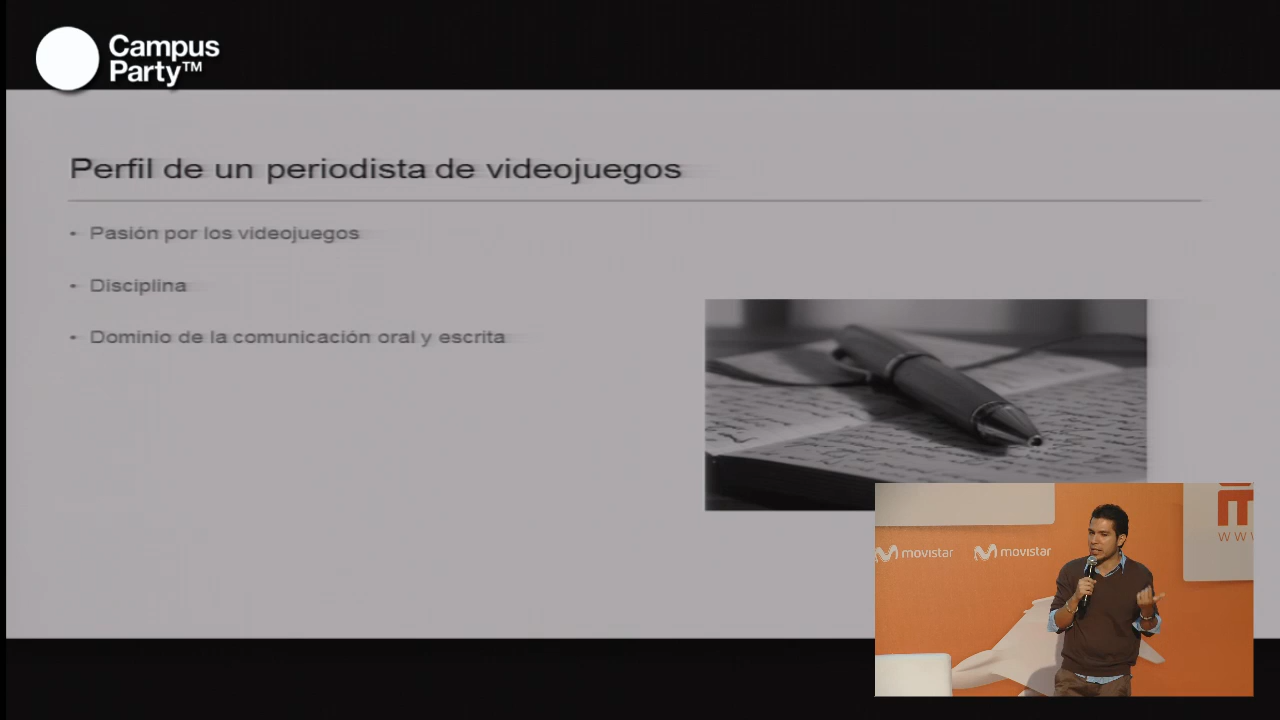 Campus
Party™
Perfil de un periodista de videojuegos
• Pasión por los videojuegos
• Disciplina
• Dominio de la comunicación oral y escrita
movistar
movistar
m
WWW